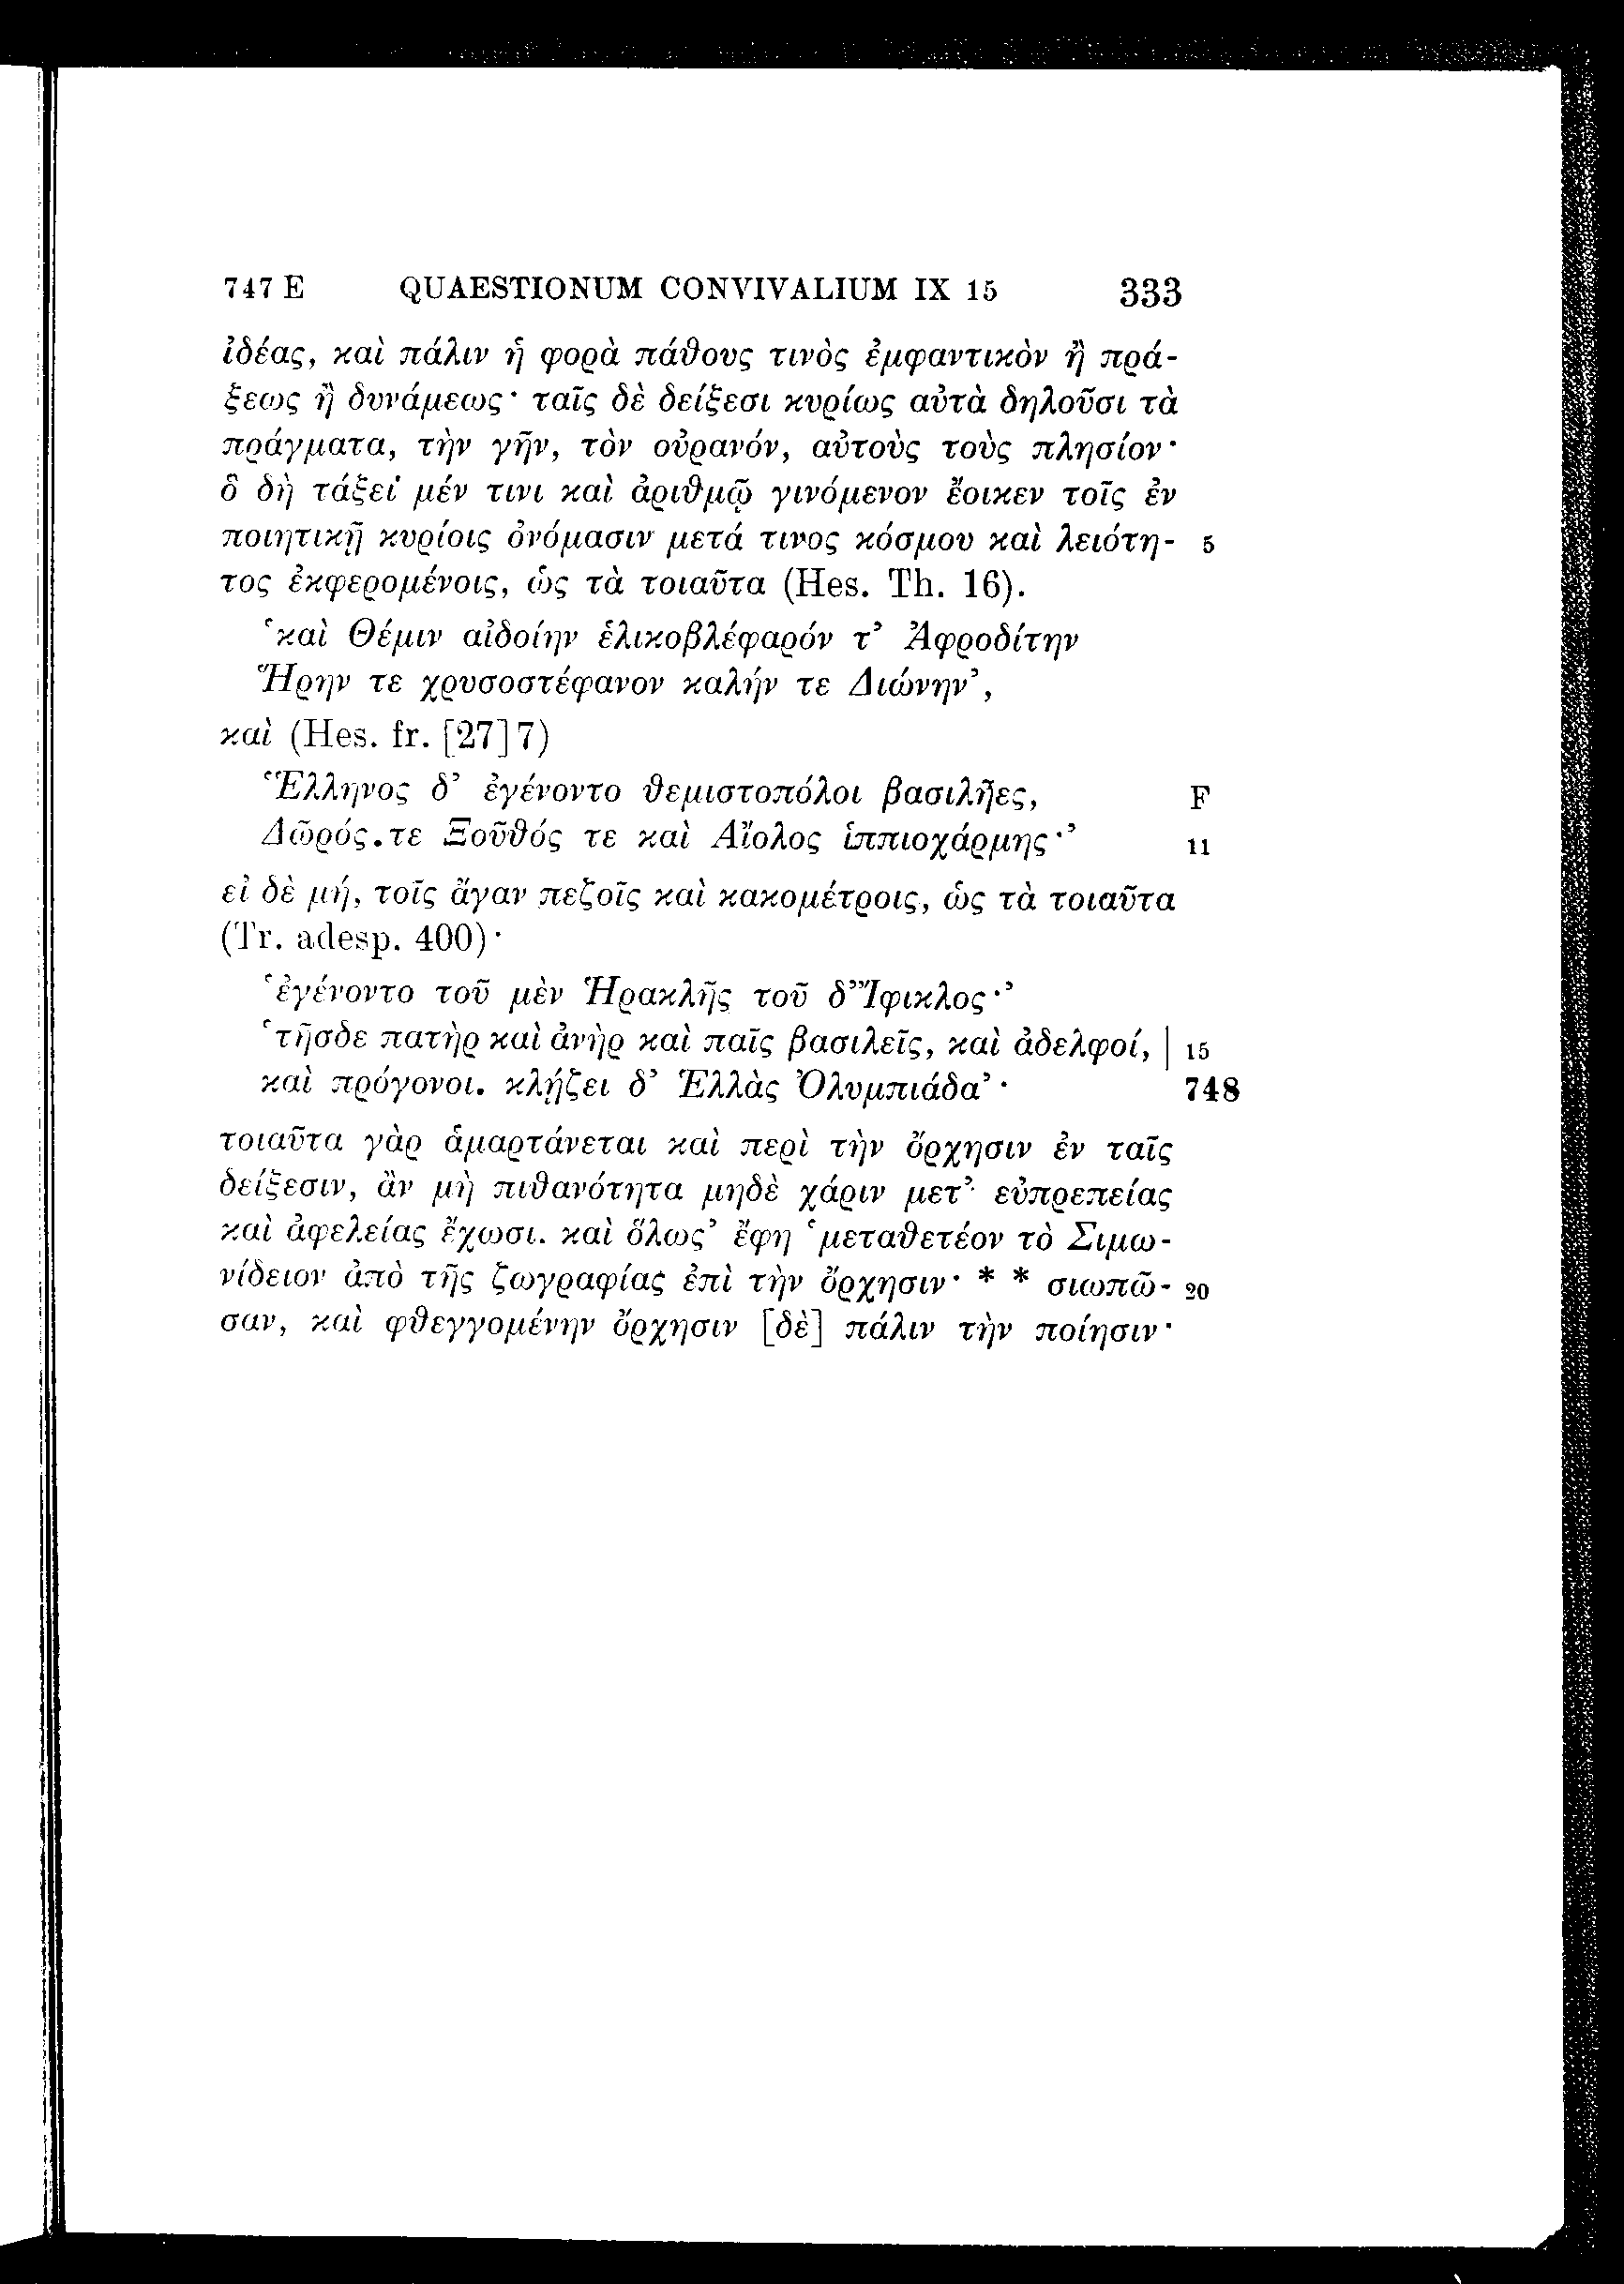 747 E QUAESTIONUM CONVIVALIUM IX 15 333
ἰδέας, καὶ πάλιν ἡ φορὰ πάθους τινὸς ἐμφαντικὸν ἢ πρά-
ξεως ἢ δυνάμεως· ταῖς δὲ δείξεσι κυρίως αὐτὰ δηλοῦσι τὰ
πράγματα, τὴν γῆν, τὸν οὐρανόν, αὐτοὺς τοὺς πλησίον·
ὃ δὴ τάξει μέν τινι καὶ ἀριθμῷ γινόμενον ἔοικεν τοῖς ἐν
ποιητικῇ κυρίοις ὀνόμασιν μετά τινος κόσμου καὶ λειότη- 5
τος ἐκφερομένοις, ὡς τὰ τοιαῦτα (Hes. Th. 16).
‘καὶ Θέμιν αἰδοίην ἑλικοβλέφαρόν τ’ Ἀφροδίτην
Ἥρην τε χρυσοστέφανον καλήν τε Διώνην’,
καὶ (Hes. fr. [27] 7)
‘Ἕλληνος δ’ ἐγένοντο θεμιστοπόλοι βασιλῆες, F
Δῶρός.τε Ξοῦθός τε καὶ Αἴολος ἱππιοχάρμης·’ 11
εἰ δὲ μή, τοῖς ἄγαν πεζοῖς καὶ κακομέτροις, ὡς τὰ τοιαῦτα
(Tr. adesp. 400)·
‘ἐγένοντο τοῦ μὲν Ἡρακλῆς τοῦ δ’ Ἴφικλος·’
‘τῆσδε πατὴρ καὶ ἀνὴρ καὶ παῖς βασιλεῖς, καὶ ἀδελφοί, | 15
καὶ πρόγονοι. κλῄζει δ’ Ἑλλὰς Ὀλυμπιάδα’· 748
τοιαῦτα γὰρ ἁμαρτάνεται καὶ περὶ τὴν ὄρχησιν ἐν ταῖς
δείξεσιν, ἂν μὴ πιθανότητα μηδὲ χάριν μετ’ εὐπρεπείας
καὶ ἀφελείας ἔχωσι. καὶ ὅλως’ ἔφη ‘μεταθετέον τὸ Σιμω-
νίδειον ἀπὸ τῆς ζωγραφίας ἐπὶ τὴν ὄρχησιν· * * σιωπῶ- 20
σαν, καὶ φθεγγομένην ὄρχησιν [δὲ] πάλιν τὴν ποίησιν·